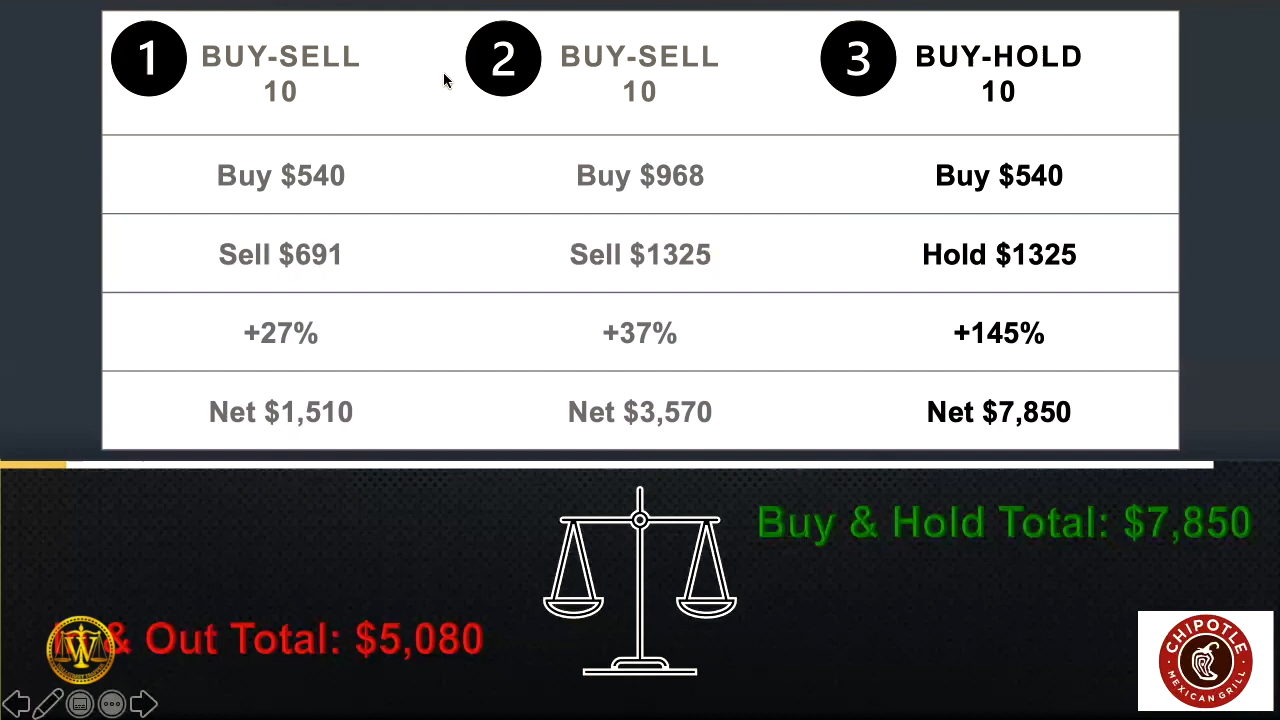 1
BUY-SELL
10
2
BUY-SELL
10
3
BUY-HOLD
10
Buy $540
Buy $968
Buy $540
Sell $691
Sell $1325
Hold $1325
+27%
+37%
+145%
Net $1,510
Net $3,570
Net $7,850
Buy & Hold Total: $7,850
& Out Total: $5,080
W
CHIPOTLE
MEXICAN GRILL